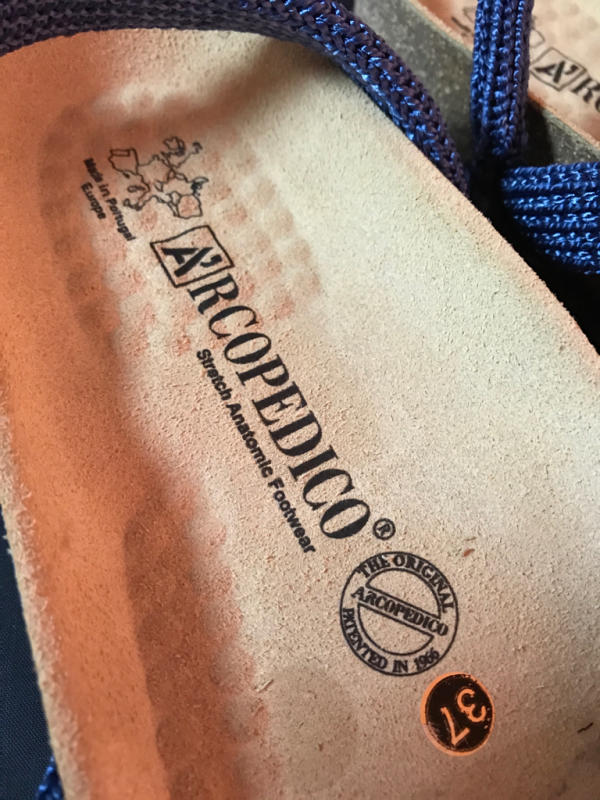 Made in Portugal
Europe
ARCOPEDICO®
Stretch Anatomic Footwear
THE ORIGINAL
ARCOPEDICO
PATENTED IN 1966
37